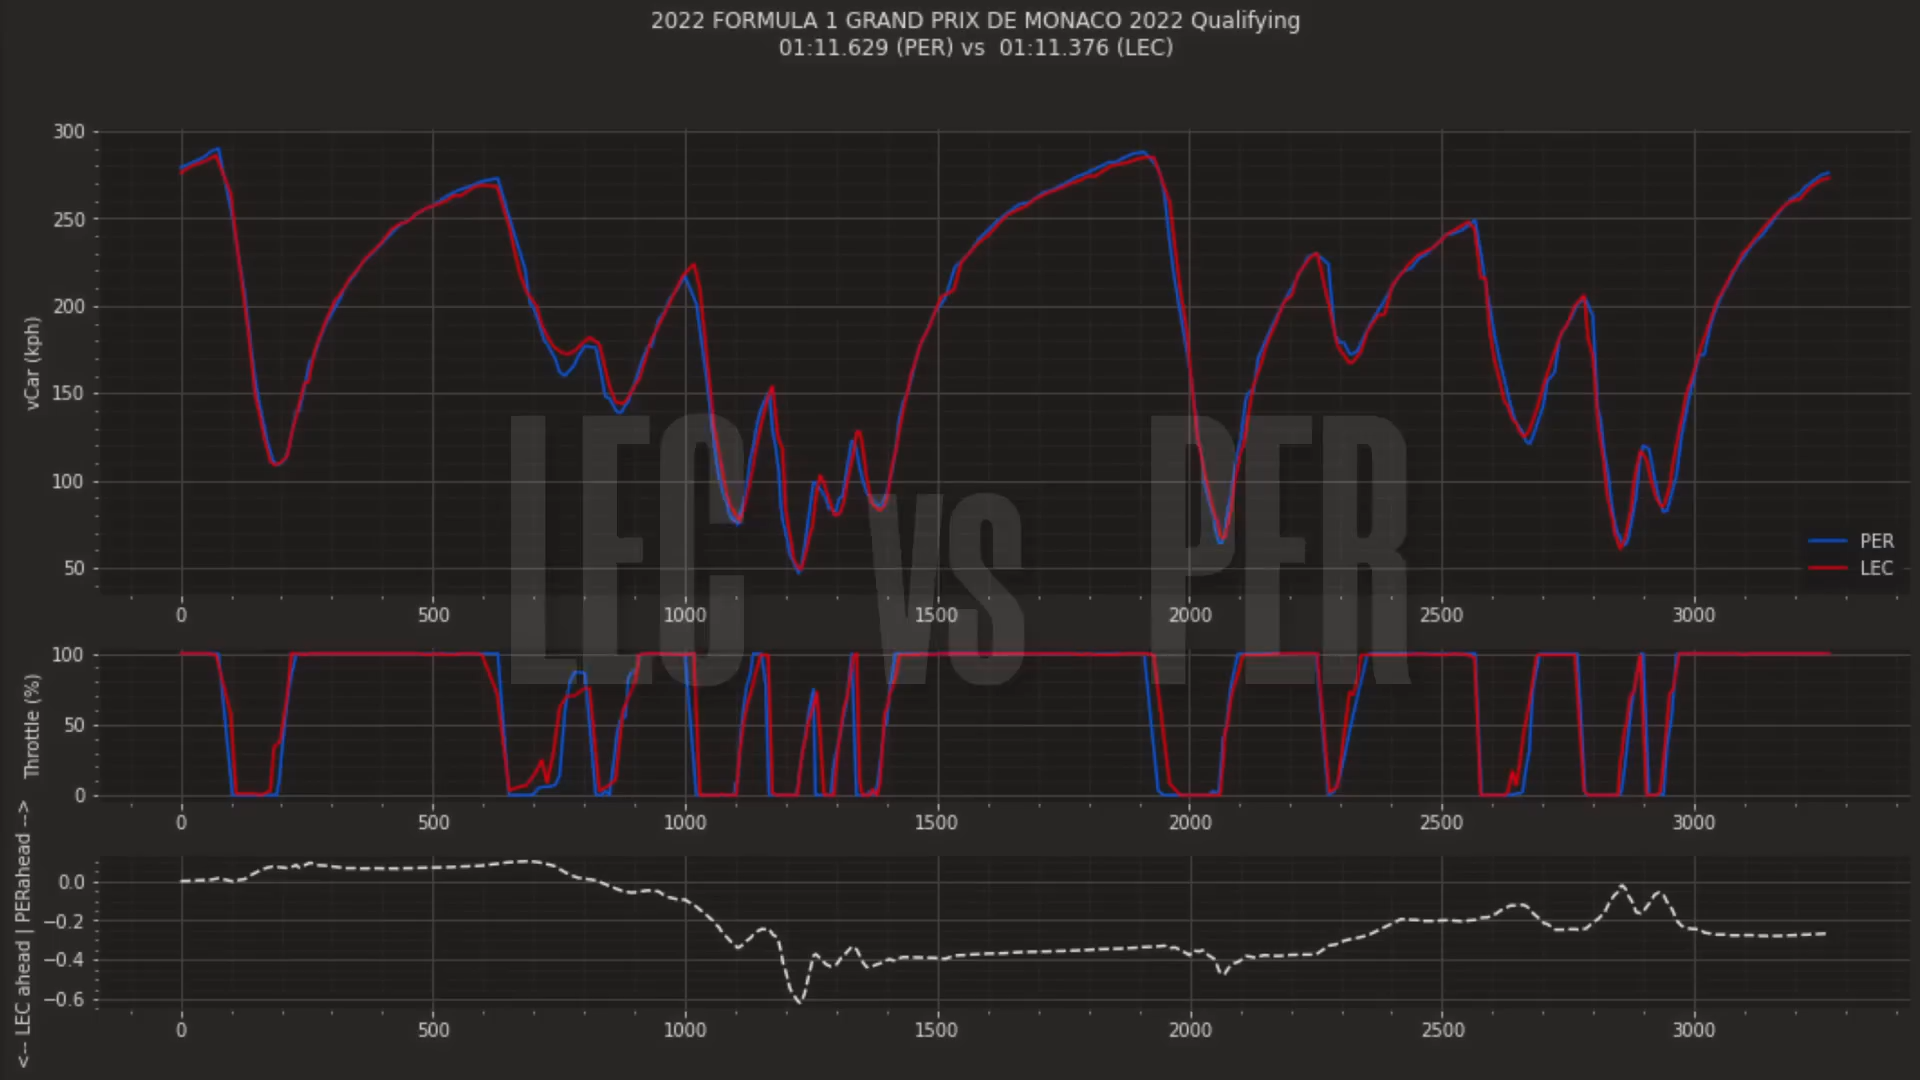 2022 FORMULA 1 GRAND PRIX DE MONACO 2022 Qualifying
01:11.629 (PER) vs  01:11.376 (LEC)
vCar (kph)
300
250
200
150
100
50
0 500 1000 1500 2000 2500 3000
PER
LEC
LEC vs PER
Throttle (%)
100
50
0
0 500 1000 1500 2000 2500 3000
<-- LEC ahead | PERahead -->
0.0
−0.2
−0.4
−0.6
0 500 1000 1500 2000 2500 3000